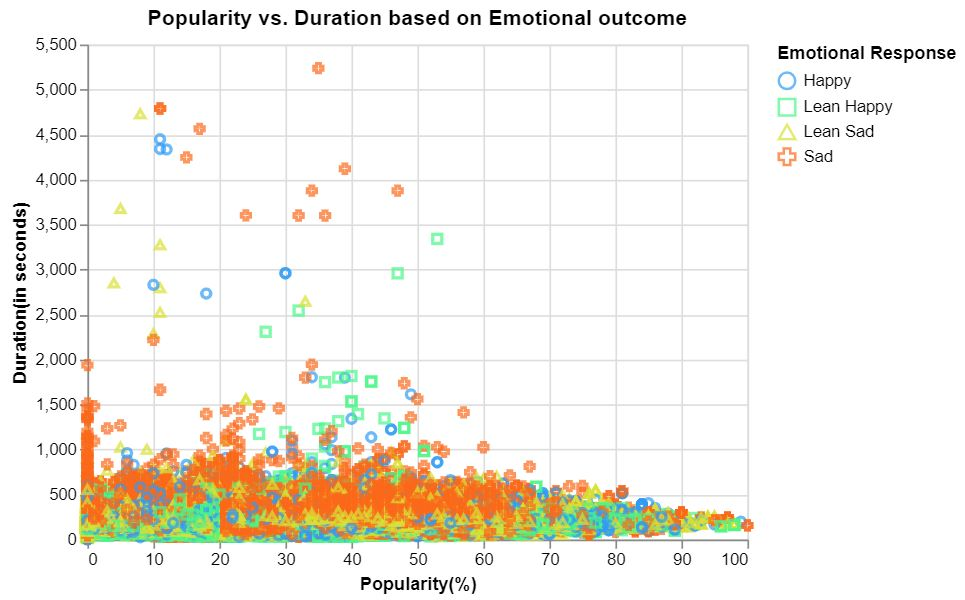 Popularity vs. Duration based on Emotional outcome
5,500
5,000
4,500
4,000
3,500
3,000
2,500
2,000
1,500
1,000
500
0
Duration(in seconds)
0 10 20 30 40 50 60 70 80 90 100
Popularity(%)
Emotional Response
Happy
Lean Happy
Lean Sad
Sad